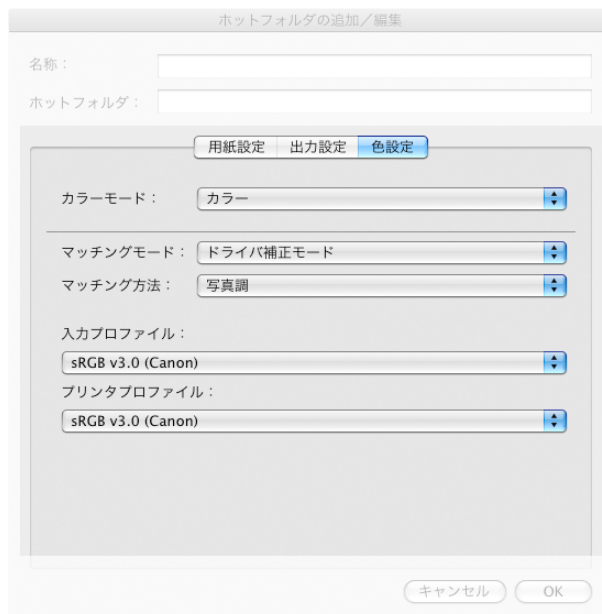 ホットフォルダの追加／編集
名称：
ホットフォルダ：
用紙設定 出力設定 色設定
カラーモード： カラー
マッチングモード： ドライバ補正モード
マッチング方法： 写真調
入力プロファイル：
sRGB v3.0 (Canon)
プリンタプロファイル：
sRGB v3.0 (Canon)
キャンセル OK